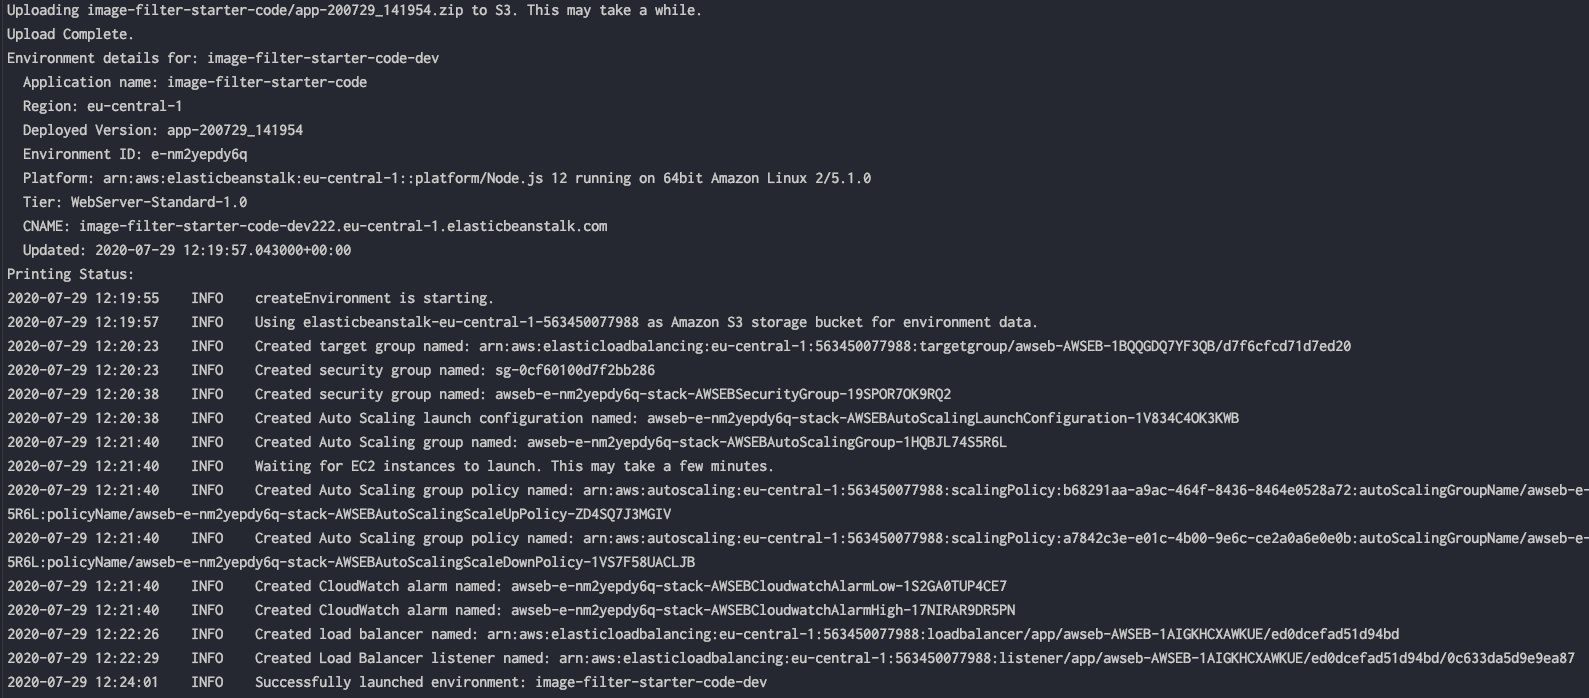 Uploading image-filter-starter-code/app-200729_141954.zip to S3. This may take a while.
Upload Complete.
Environment details for: image-filter-starter-code-dev
  Application name: image-filter-starter-code
  Region: eu-central-1
  Deployed Version: app-200729_141954
  Environment ID: e-nm2yepdy6q
  Platform: arn:aws:elasticbeanstalk:eu-central-1::platform/Node.js 12 running on 64bit Amazon Linux 2/5.1.0
  Tier: WebServer-Standard-1.0
  CNAME: image-filter-starter-code-dev222.eu-central-1.elasticbeanstalk.com
  Updated: 2020-07-29 12:19:57.043000+00:00
Printing Status:
2020-07-29 12:19:55    INFO    createEnvironment is starting.
2020-07-29 12:19:57    INFO    Using elasticbeanstalk-eu-central-1-563450077988 as Amazon S3 storage bucket for environment data.
2020-07-29 12:20:23    INFO    Created target group named: arn:aws:elasticloadbalancing:eu-central-1:563450077988:targetgroup/awseb-AWSEB-1BQQGDQ7YF3QB/d7f6cfcd71d7ed20
2020-07-29 12:20:23    INFO    Created security group named: sg-0cf60100d7f2bb286
2020-07-29 12:20:38    INFO    Created security group named: awseb-e-nm2yepdy6q-stack-AWSEBSecurityGroup-19SPOR7OK9RQ2
2020-07-29 12:20:38    INFO    Created Auto Scaling launch configuration named: awseb-e-nm2yepdy6q-stack-AWSEBAutoScalingLaunchConfiguration-1V834C4OK3KWB
2020-07-29 12:21:40    INFO    Created Auto Scaling group named: awseb-e-nm2yepdy6q-stack-AWSEBAutoScalingGroup-1HQBJL74S5R6L
2020-07-29 12:21:40    INFO    Waiting for EC2 instances to launch. This may take a few minutes.
2020-07-29 12:21:40    INFO    Created Auto Scaling group policy named: arn:aws:autoscaling:eu-central-1:563450077988:scalingPolicy:b68291aa-a9ac-464f-8436-8464e0528a72:autoScalingGroupName/awseb-e-
5R6L:policyName/awseb-e-nm2yepdy6q-stack-AWSEBAutoScalingScaleUpPolicy-ZD4SQ7J3MGIV
2020-07-29 12:21:40    INFO    Created Auto Scaling group policy named: arn:aws:autoscaling:eu-central-1:563450077988:scalingPolicy:a7842c3e-e01c-4b00-9e6c-ce2a0a6e0e0b:autoScalingGroupName/awseb-e-
5R6L:policyName/awseb-e-nm2yepdy6q-stack-AWSEBAutoScalingScaleDownPolicy-1VS7F58UACLJB
2020-07-29 12:21:40    INFO    Created CloudWatch alarm named: awseb-e-nm2yepdy6q-stack-AWSEBCloudwatchAlarmLow-1S2GA0TUP4CE7
2020-07-29 12:21:40    INFO    Created CloudWatch alarm named: awseb-e-nm2yepdy6q-stack-AWSEBCloudwatchAlarmHigh-17NIRAR9DR5PN
2020-07-29 12:22:26    INFO    Created load balancer named: arn:aws:elasticloadbalancing:eu-central-1:563450077988:loadbalancer/app/awseb-AWSEB-1AIGKHCXAWKUE/ed0dcefad51d94bd
2020-07-29 12:22:29    INFO    Created Load Balancer listener named: arn:aws:elasticloadbalancing:eu-central-1:563450077988:listener/app/awseb-AWSEB-1AIGKHCXAWKUE/ed0dcefad51d94bd/0c633da5d9e9ea87
2020-07-29 12:24:01    INFO    Successfully launched environment: image-filter-starter-code-dev